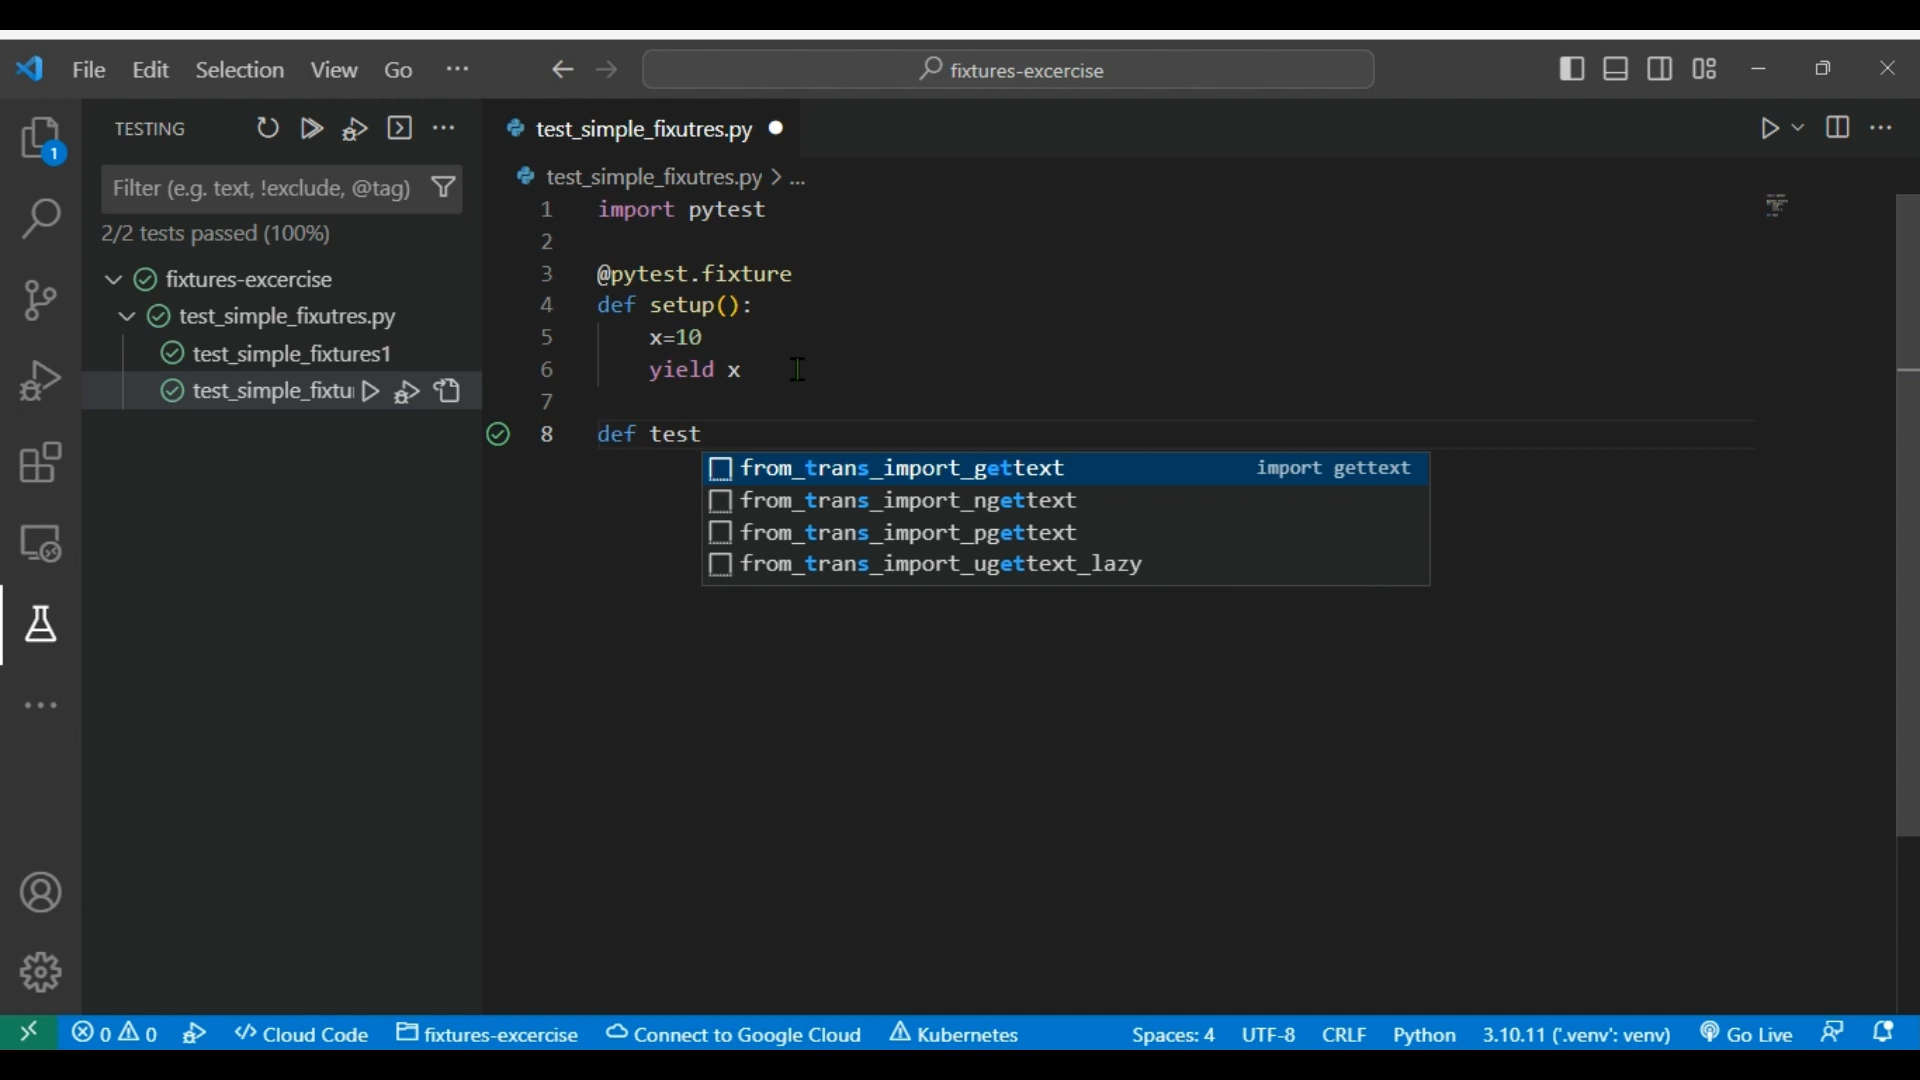 File Edit Selection View Go ···
fixtures-excercise
TESTING
test_simple_fixutres.py
1
Filter (e.g. text, !exclude, @tag)
2/2 tests passed (100%)
fixtures-excercise
test_simple_fixutres.py
test_simple_fixtures1
test_simple_fixtu
test_simple_fixutres.py > ...
1 import pytest
2
3 @pytest.fixture
4 def setup():
5 x=10
6 yield x
7
8 def test
from_trans_import_gettext import gettext
from_trans_import_ngettext
from_trans_import_pgettext
from_trans_import_ugettext_lazy
0 0 Cloud Code fixtures-excercise Connect to Google Cloud Kubernetes Spaces: 4 UTF-8 CRLF Python 3.10.11 ('.venv': venv) Go Live